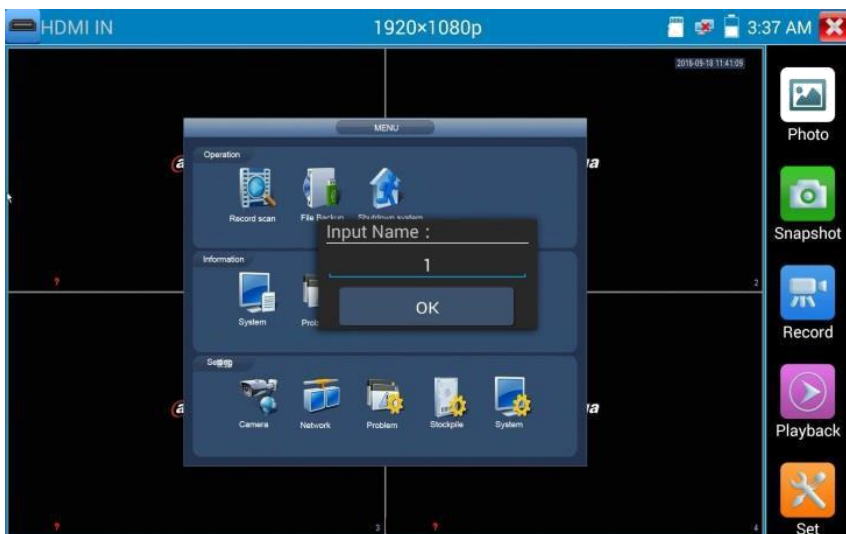 HDMI IN
1920×1080p
3:37 AM
2016-09-18 11:41:09
Photo
MENU
Operation
Record scan
File Backup
Shutdown system
Snapshot
Input Name :
1
OK
Information
System
?
2
Record
Setting
Camera
Network
Problem
Stockpile
System
Playback
?
3
?
4
Set